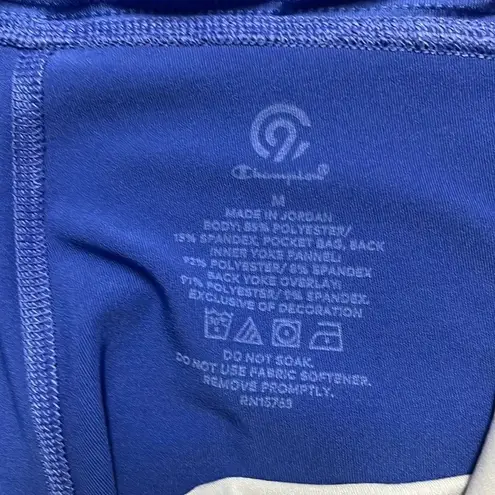 C9
Champion
M
MADE IN JORDAN
BODY: 85% POLYESTER/
15% SPANDEX, POCKET BAG, BACK
INNER YOKE PANNEL:
92% POLYESTER/ 8% SPANDEX
BACK YOKE OVERLAY:
91% POLYESTER/ 9% SPANDEX.
EXCLUSIVE OF DECORATION
DO NOT SOAK.
DO NOT USE FABRIC SOFTENER.
REMOVE PROMPTLY.
RN15763